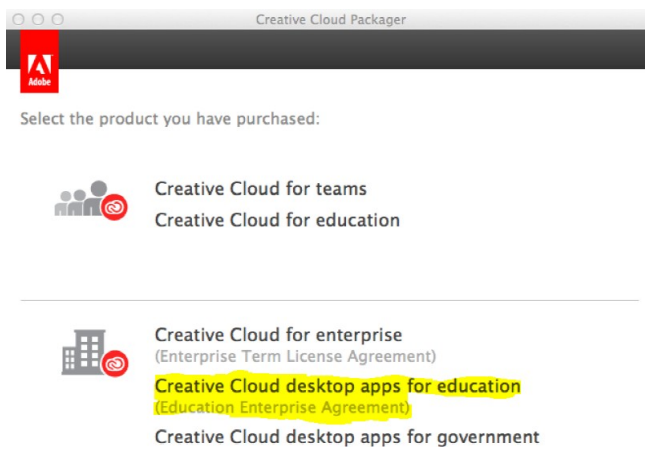 Creative Cloud Packager
Adobe
Select the product you have purchased:
Creative Cloud for teams
Creative Cloud for education
Creative Cloud for enterprise
(Enterprise Term License Agreement)
Creative Cloud desktop apps for education
(Education Enterprise Agreement)
Creative Cloud desktop apps for government